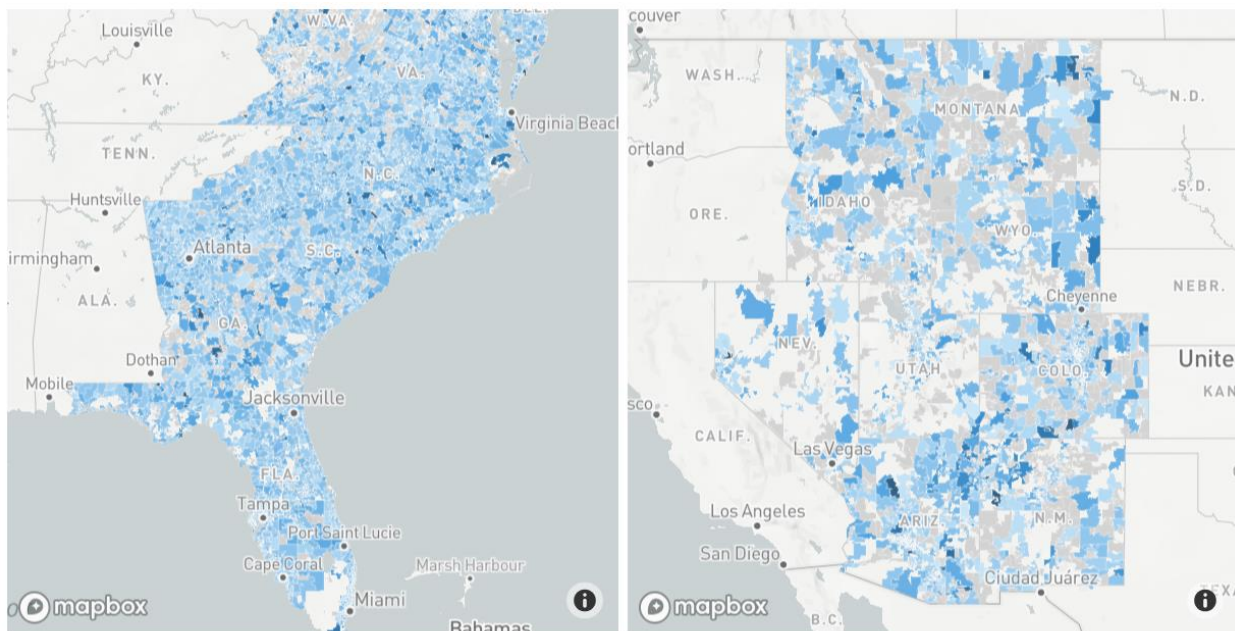 Louisville
W.VA.
DEL.
KY.
VA.
Virginia Beach
TENN.
N.C.
Huntsville
Atlanta
S.C.
irmingham
ALA.
GA.
Dothan
Mobile
Jacksonville
FLA.
Tampa
Port Saint Lucie
Cape Coral
Marsh Harbour
Miami
mapbox
i
Bahamas
couver
WASH.
MONTANA
N.D.
ortland
S.D.
ORE.
IDAHO
WYO.
NEBR.
Cheyenne
NEV.
UTAH
COLO.
Unite
KAN
sco
CALIF.
Las Vegas
Los Angeles
ARIZ.
N.M.
San Diego
Ciudad Juárez
TEXA
mapbox
B.C.
i